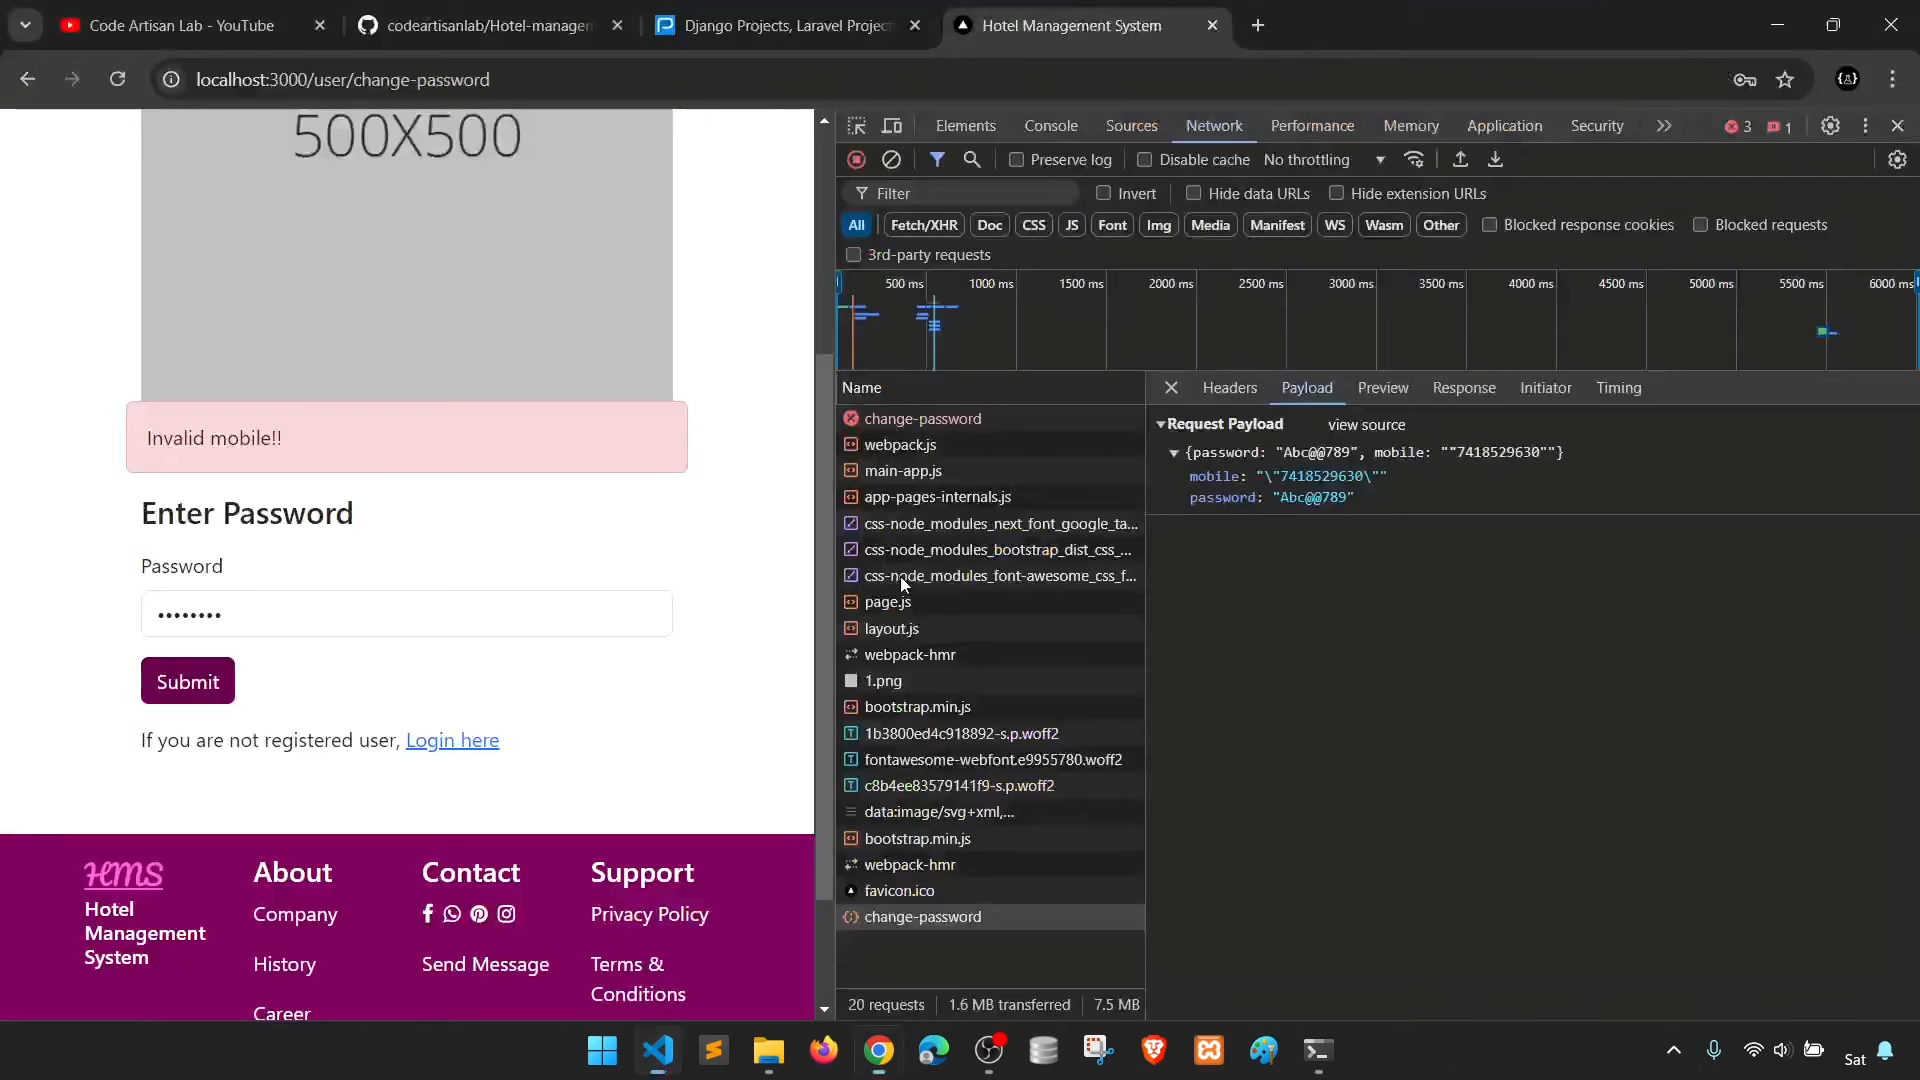 Code Artisan Lab - YouTube
codeartisanlab/Hotel-managem
Django Projects, Laravel Project
Hotel Management System
localhost:3000/user/change-password
500X500
Invalid mobile!!
Enter Password
Password
••••••••
Submit
If you are not registered user, Login here
HMS
Hotel
Management
System
About
Company
History
Career
Contact
Send Message
Support
Privacy Policy
Terms &
Conditions
Elements Console Sources Network Performance Memory Application Security
3 1
Preserve log Disable cache No throttling
Filter Invert Hide data URLs Hide extension URLs
All Fetch/XHR Doc CSS JS Font Img Media Manifest WS Wasm Other Blocked response cookies Blocked requests
3rd-party requests
500 ms 1000 ms 1500 ms 2000 ms 2500 ms 3000 ms 3500 ms 4000 ms 4500 ms 5000 ms 5500 ms 6000 ms
Name
change-password
webpack.js
main-app.js
app-pages-internals.js
css-node_modules_next_font_google_ta...
css-node_modules_bootstrap_dist_css_...
css-node_modules_font-awesome_css_f...
page.js
layout.js
webpack-hmr
1.png
bootstrap.min.js
1b3800ed4c918892-s.p.woff2
fontawesome-webfont.e9955780.woff2
c8b4ee83579141f9-s.p.woff2
data:image/svg+xml,...
bootstrap.min.js
webpack-hmr
favicon.ico
change-password
20 requests 1.6 MB transferred 7.5 MB
Headers Payload Preview Response Initiator Timing
Request Payload view source
{password: "Abc@@789", mobile: ""7418529630""}
mobile: "\"7418529630\""
password: "Abc@@789"
Sat